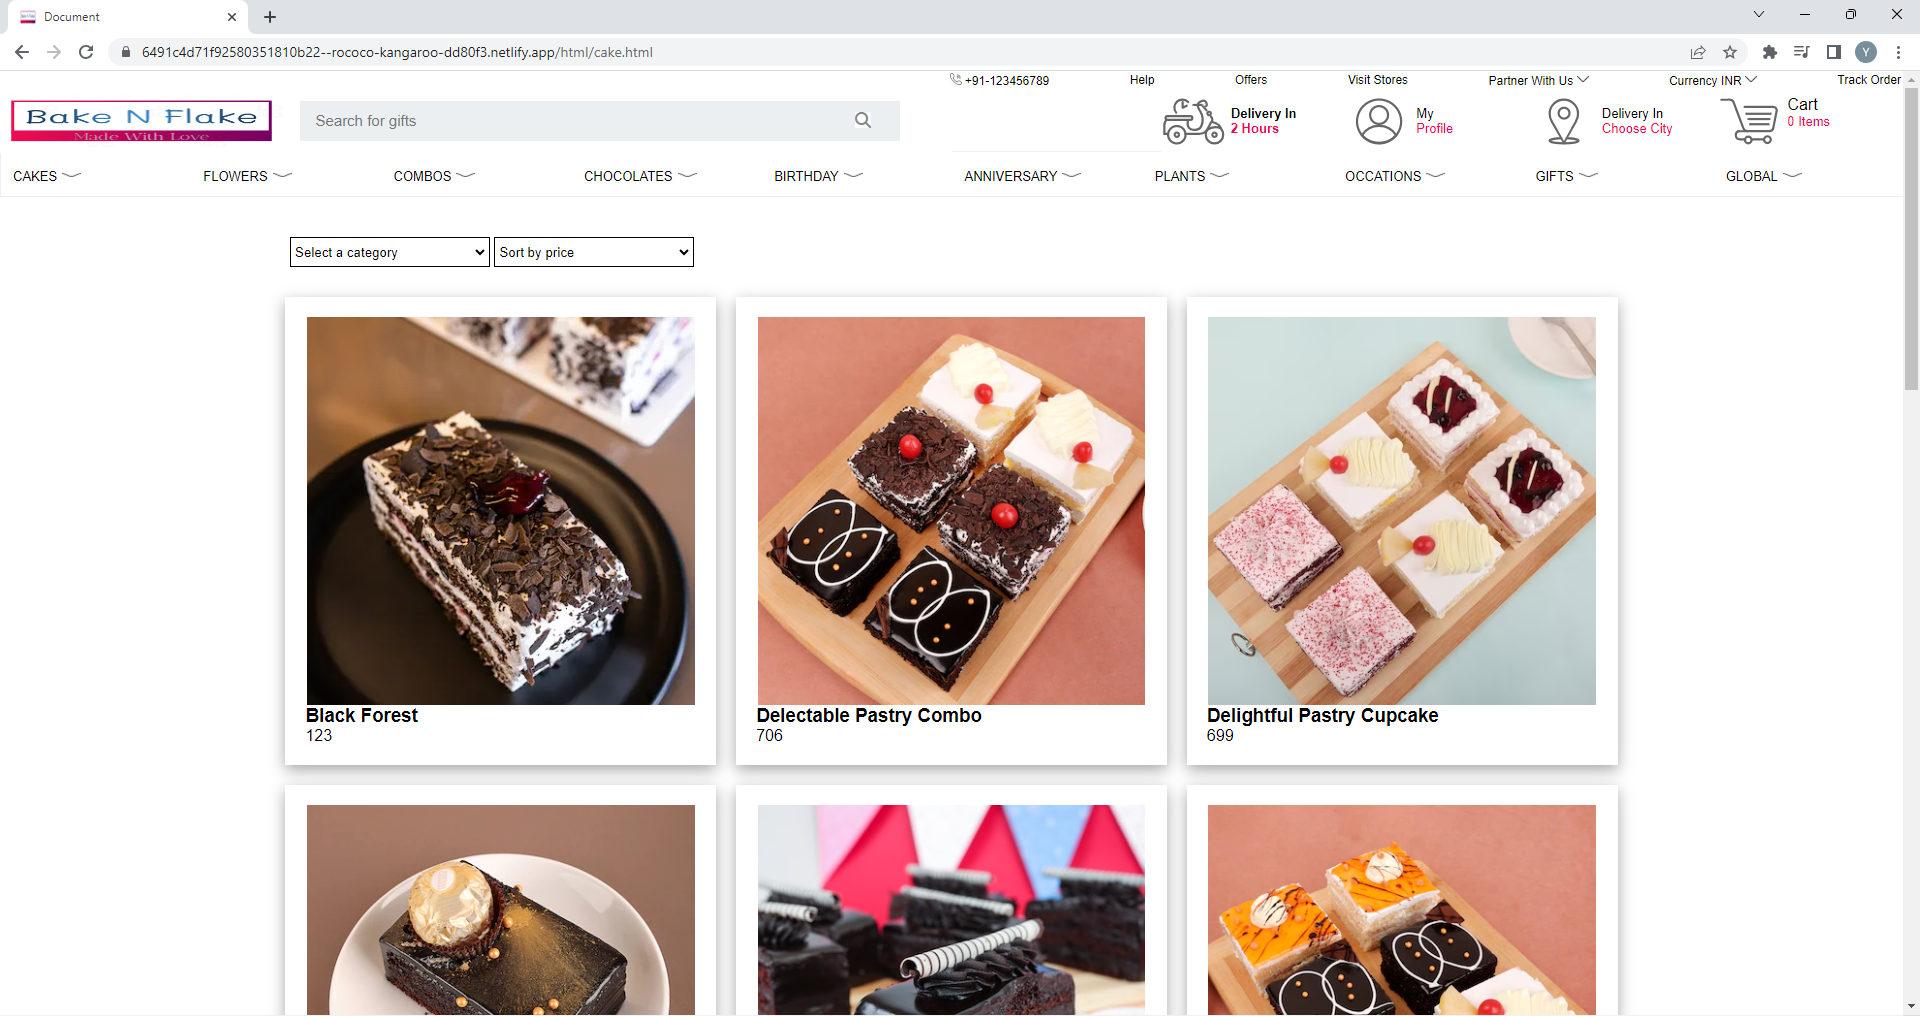 Document
6491c4d71f92580351810b22--rococo-kangaroo-dd80f3.netlify.app/html/cake.html
Y
+91-123456789
Help
Offers
Visit Stores
Partner With Us
Currency INR
Track Order
Bake N Flake
Made With Love
Search for gifts
Delivery In
2 Hours
My
Profile
Delivery In
Choose City
Cart
0 Items
CAKES
FLOWERS
COMBOS
CHOCOLATES
BIRTHDAY
ANNIVERSARY
PLANTS
OCCATIONS
GIFTS
GLOBAL
Select a category
Sort by price
Black Forest
123
Delectable Pastry Combo
706
Delightful Pastry Cupcake
699